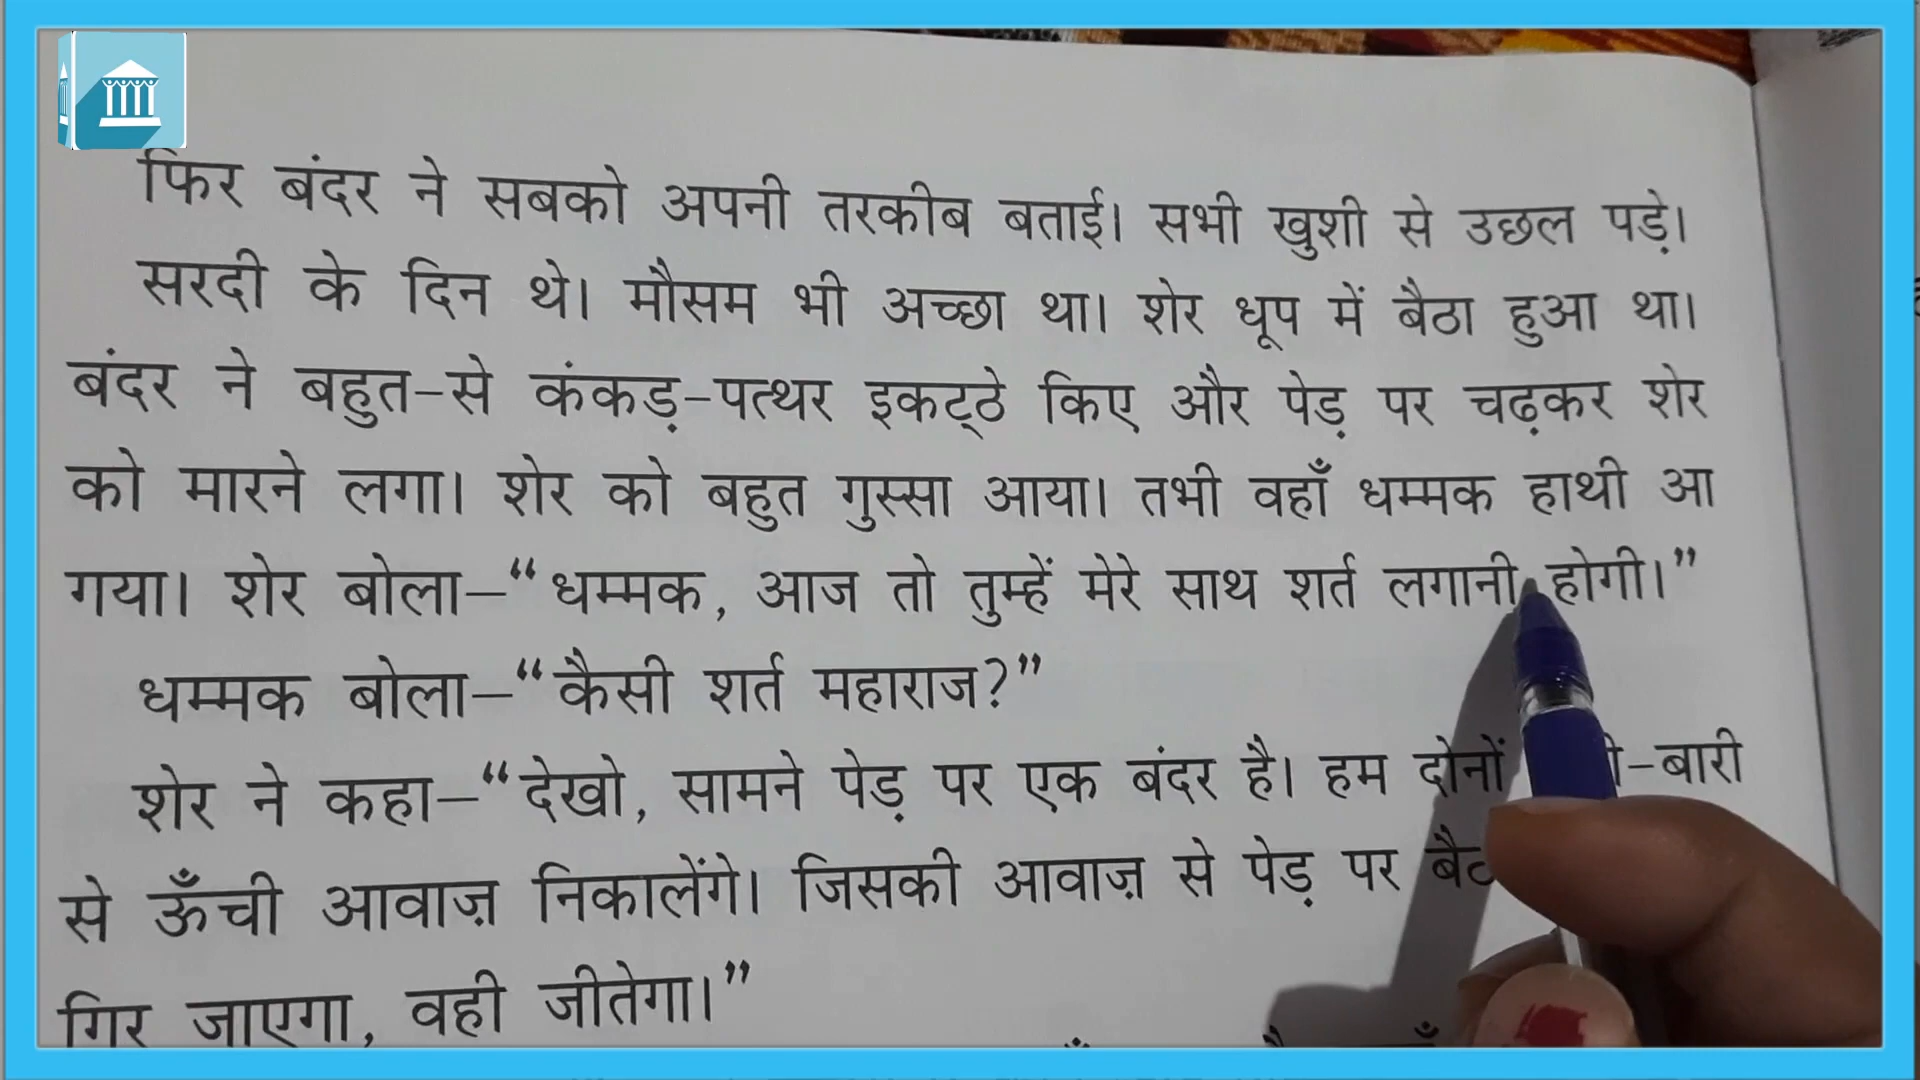 फिर बंदर ने सबको अपनी तरकीब बताई। सभी खुशी से उछल पड़े।
सरदी के दिन थे। मौसम भी अच्छा था। शेर धूप में बैठा हुआ था।
बंदर ने बहुत-से कंकड़-पत्थर इकट्ठे किए और पेड़ पर चढ़कर शेर
को मारने लगा। शेर को बहुत गुस्सा आया। तभी वहाँ धम्मक हाथी आ
गया। शेर बोला—“धम्मक, आज तो तुम्हें मेरे साथ शर्त लगानी होगी।”
धम्मक बोला—“कैसी शर्त महाराज?”
शेर ने कहा—“देखो, सामने पेड़ पर एक बंदर है। हम दोनों -बारी
से ऊँची आवाज़ निकालेंगे। जिसकी आवाज़ से पेड़ पर
गिर जाएगा, वही जीतेगा।”